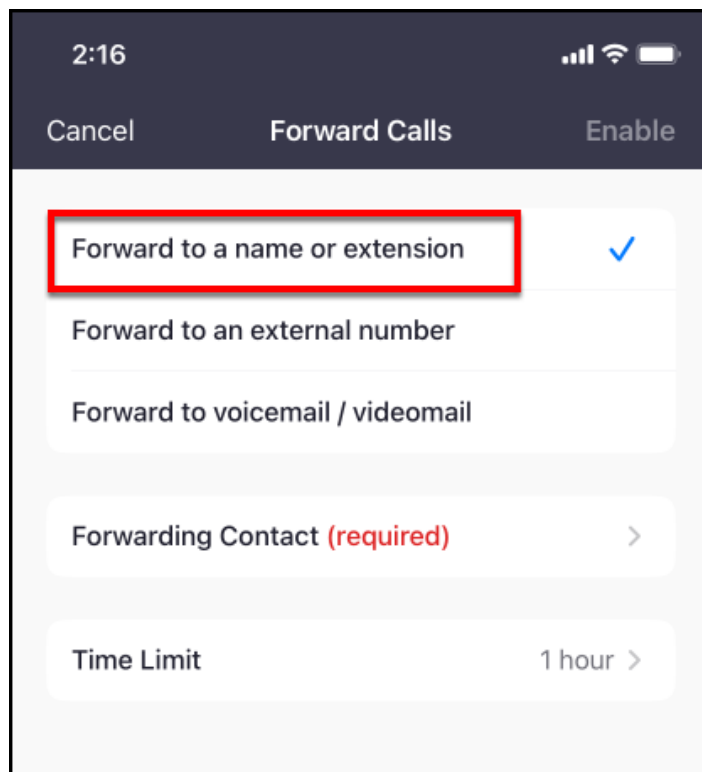 2:16
Cancel Forward Calls Enable
Forward to a name or extension
Forward to an external number
Forward to voicemail / videomail
Forwarding Contact (required)
Time Limit 1 hour